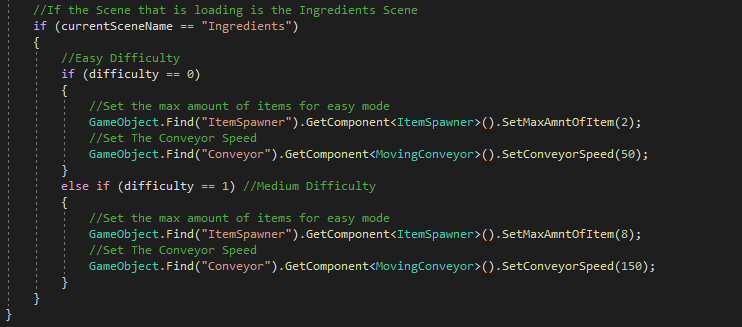 //If the Scene that is loading is the Ingredients Scene
if (currentSceneName == "Ingredients")
{
//Easy Difficulty
if (difficulty == 0)
{
//Set the max amount of items for easy mode
GameObject.Find("ItemSpawner").GetComponent<ItemSpawner>().SetMaxAmntOfItem(2);
//Set The Conveyor Speed
GameObject.Find("Conveyor").GetComponent<MovingConveyor>().SetConveyorSpeed(50);
}
else if (difficulty == 1) //Medium Difficulty
{
//Set the max amount of items for easy mode
GameObject.Find("ItemSpawner").GetComponent<ItemSpawner>().SetMaxAmntOfItem(8);
//Set The Conveyor Speed
GameObject.Find("Conveyor").GetComponent<MovingConveyor>().SetConveyorSpeed(150);
}
}
}